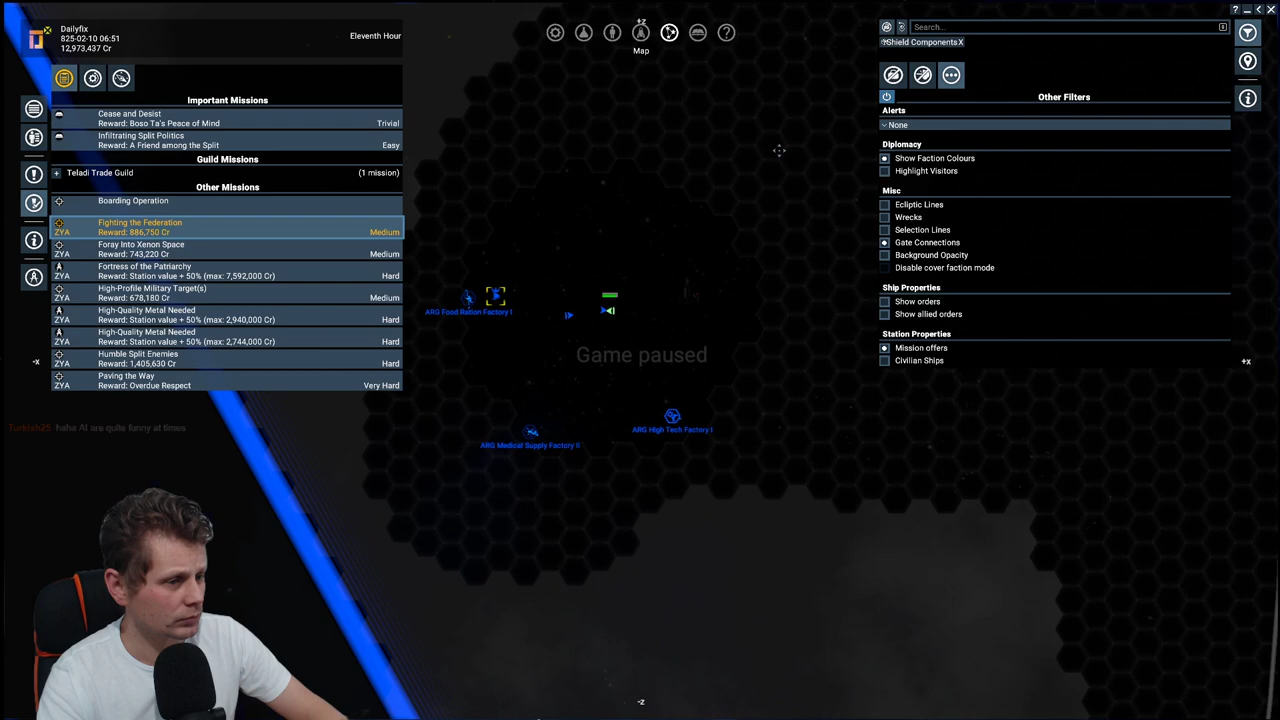 Dailyfix
825-02-10 06:51
12,973,437 Cr
Eleventh Hour
Important Missions
Cease and Desist
Reward: Boso Ta's Peace of Mind
Trivial
Infiltrating Split Politics
Reward: A Friend among the Split
Easy
Guild Missions
+ Teladi Trade Guild
(1 mission)
Other Missions
Boarding Operation
Fighting the Federation
ZYA
Reward: 886,750 Cr
Medium
Foray Into Xenon Space
ZYA
Reward: 743,220 Cr
Medium
Fortress of the Patriarchy
ZYA
Reward: Station value + 50% (max: 7,592,000 Cr)
Hard
High-Profile Military Target(s)
ZYA
Reward: 678,180 Cr
Medium
High-Quality Metal Needed
ZYA
Reward: Station value + 50% (max: 2,940,000 Cr)
Hard
High-Quality Metal Needed
ZYA
Reward: Station value + 50% (max: 2,744,000 Cr)
Hard
Humble Split Enemies
ZYA
Reward: 1,405,630 Cr
Hard
Paving the Way
ZYA
Reward: Overdue Respect
Very Hard
Turkish25 haha AI are quite funny at times
+z
Map
-x
+x
-z
ARG Food Ration Factory I
Game paused
ARG Medical Supply Factory II
ARG High Tech Factory I
Search...
Shield Components X
Other Filters
Alerts
None
Diplomacy
Show Faction Colours
Highlight Visitors
Misc
Ecliptic Lines
Wrecks
Selection Lines
Gate Connections
Background Opacity
Disable cover faction mode
Ship Properties
Show orders
Show allied orders
Station Properties
Mission offers
Civilian Ships